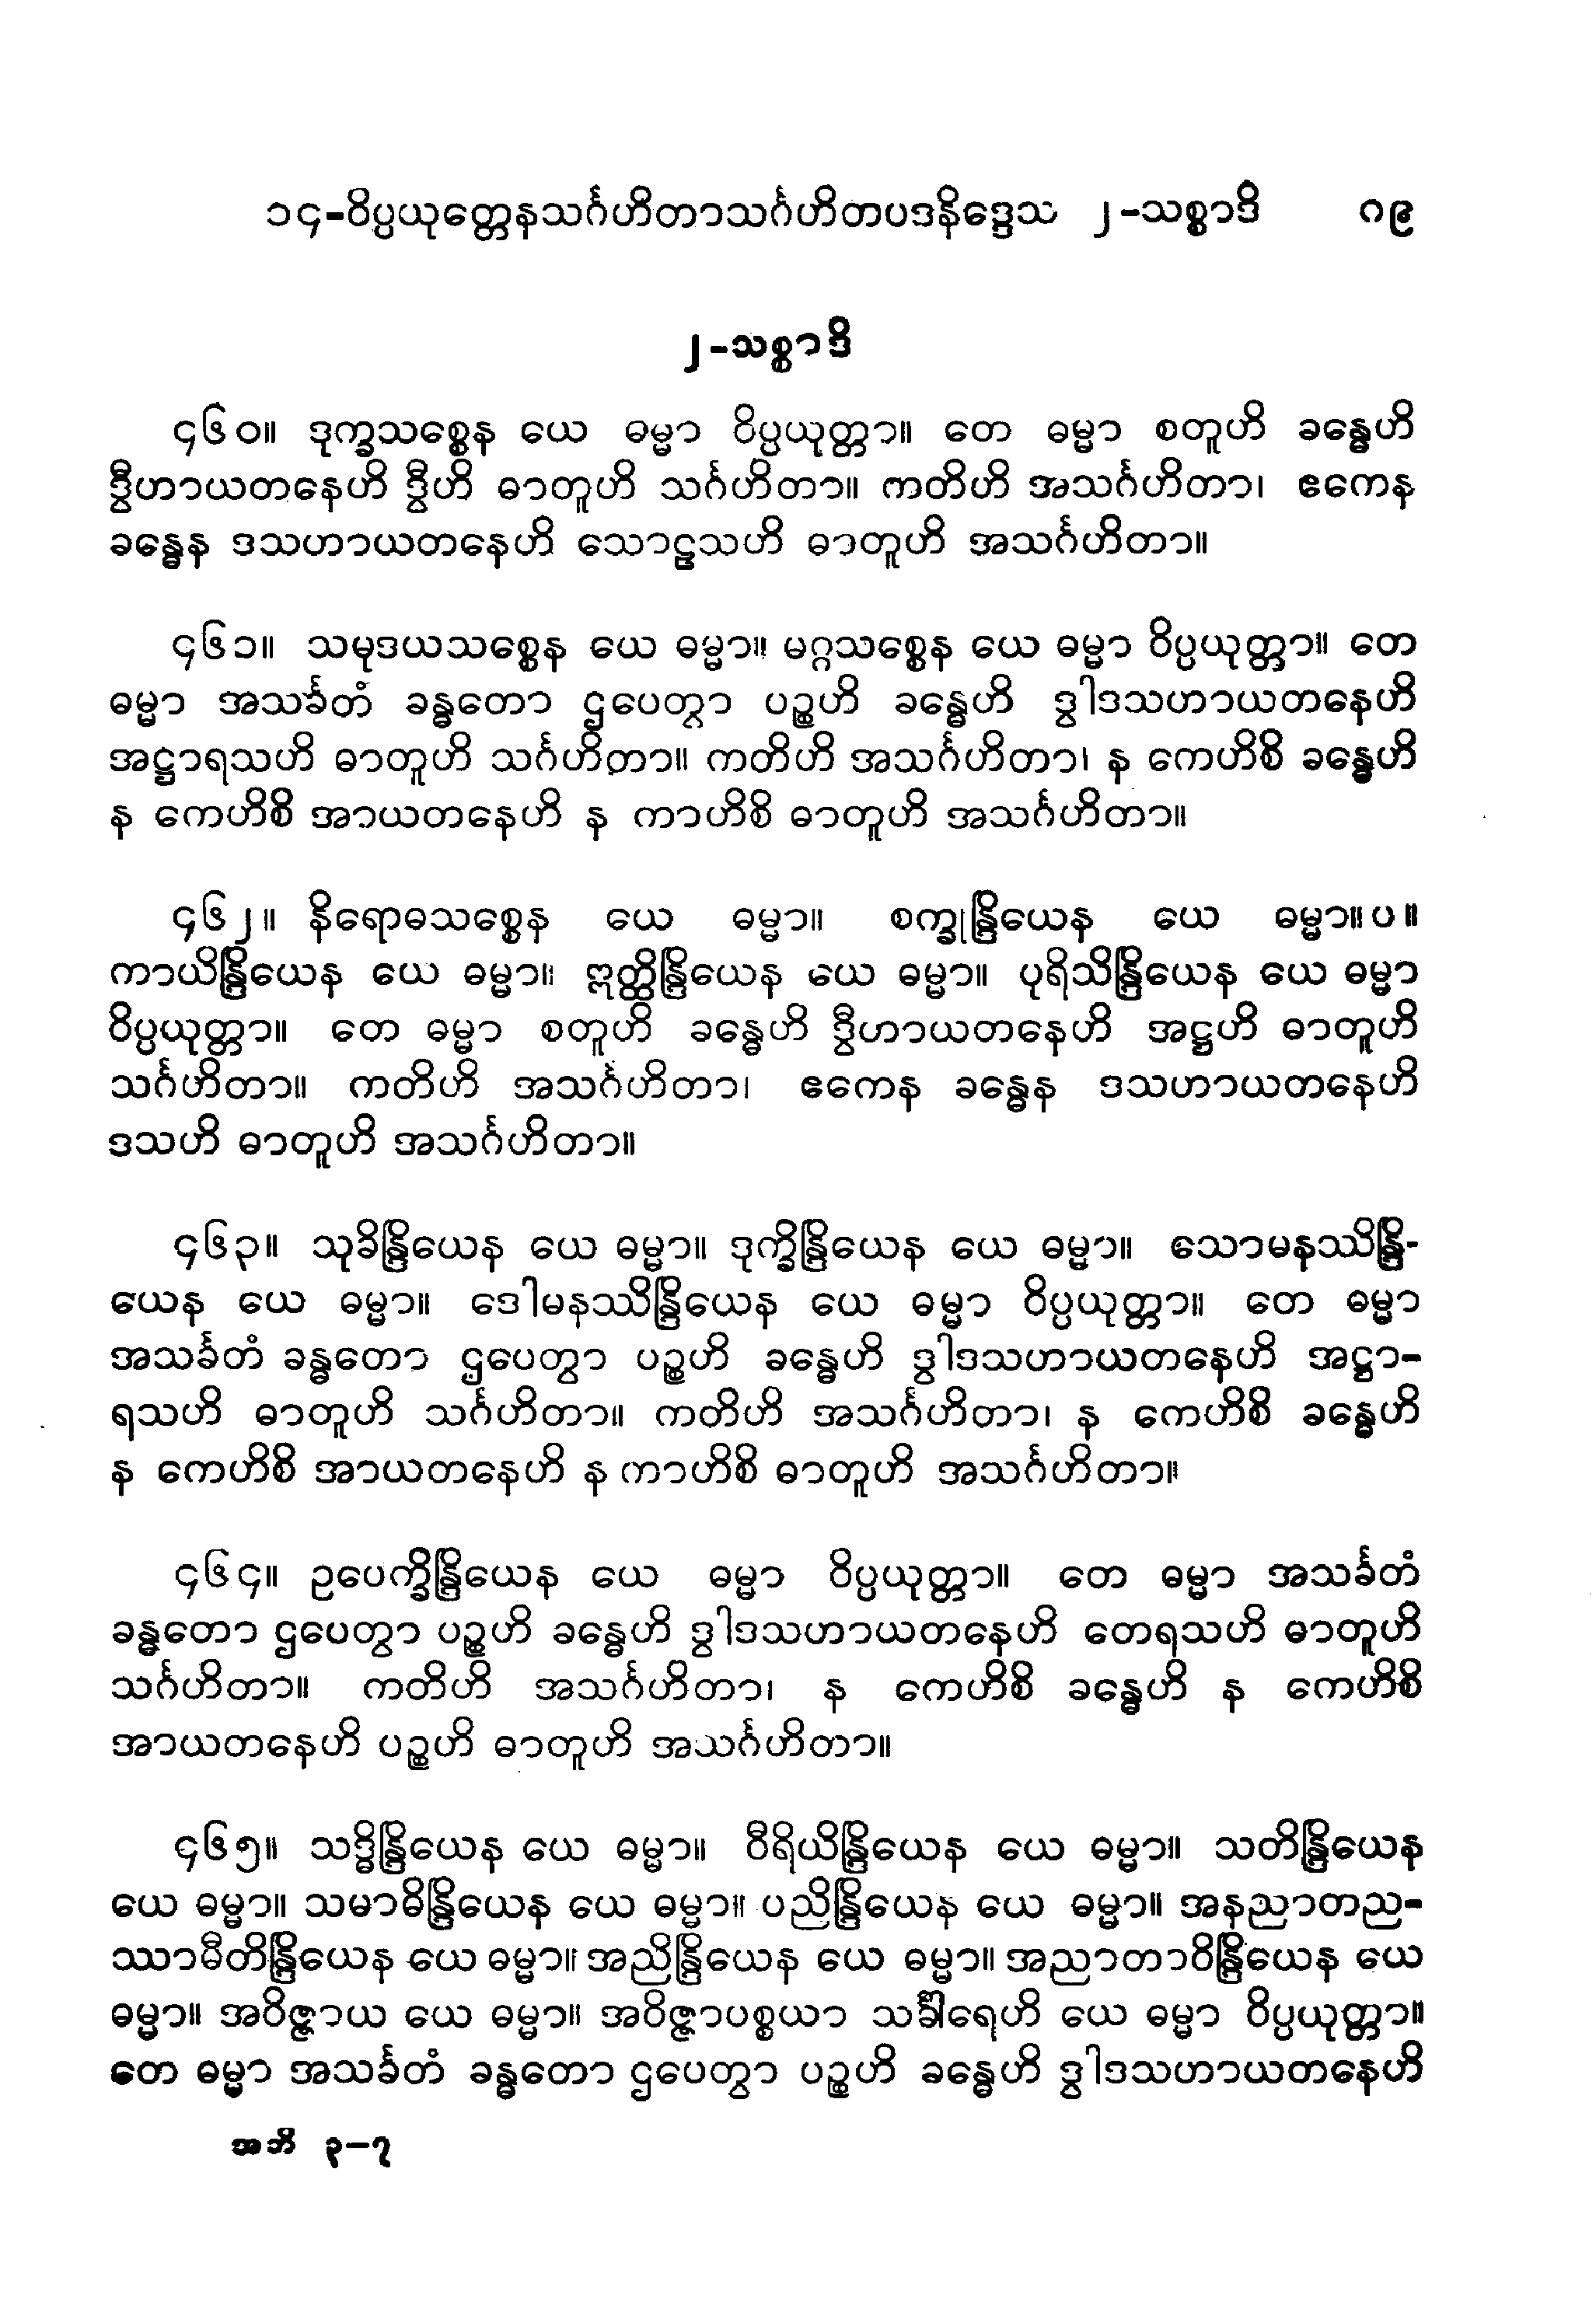 ၁၄-ဝိပ္ပယုတ္တေနသင်္ဂဟိတာသင်္ဂဟိတပဒနိဒ္ဒေသ ၂-သစ္စာဒိ ၈၉
၂-သစ္စာဒိ
၄၆၀။ ဒုက္ခသစ္စေန ယေ ဓမ္မာ ဝိပ္ပယုတ္တာ။ တေ ဓမ္မာ စတူဟိ ခန္ဓေဟိ
ဒွီဟာယတနေဟိ ဒွီဟိ ဓာတူဟိ သင်္ဂဟိတာ။ ကတိဟိ အသင်္ဂဟိတာ၊ ဧကေန
ခန္ဓေန ဒသဟာယတနေဟိ သောဠသဟိ ဓာတူဟိ အသင်္ဂဟိတာ။
၄၆၁။ သမုဒယသစ္စေန ယေ ဓမ္မာ။ မဂ္ဂသစ္စေန ယေ ဓမ္မာ ဝိပ္ပယုတ္တာ။ တေ
ဓမ္မာ အသင်္ခတံ ခန္ဓတော ဌပေတွာ ပဉ္စဟိ ခန္ဓေဟိ ဒွါဒသဟာယတနေဟိ
အဋ္ဌာရသဟိ ဓာတူဟိ သင်္ဂဟိတာ။ ကတိဟိ အသင်္ဂဟိတာ၊ န ကေဟိစိ ခန္ဓေဟိ
န ကေဟိစိ အာယတနေဟိ န ကာဟိစိ ဓာတူဟိ အသင်္ဂဟိတာ။
၄၆၂။ နိရောဓသစ္စေန ယေ ဓမ္မာ။ စက္ခုန္ဒြိယေန ယေ ဓမ္မာ။ပ။
ကာယိန္ဒြိယေန ယေ ဓမ္မာ။ ဣတ္ထိန္ဒြိယေန ယေ ဓမ္မာ။ ပုရိသိန္ဒြိယေန ယေ ဓမ္မာ
ဝိပ္ပယုတ္တာ။ တေ ဓမ္မာ စတူဟိ ခန္ဓေဟိ ဒွီဟာယတနေဟိ အဋ္ဌဟိ ဓာတူဟိ
သင်္ဂဟိတာ။ ကတိဟိ အသင်္ဂဟိတာ၊ ဧကေန ခန္ဓေန ဒသဟာယတနေဟိ
ဒသဟိ ဓာတူဟိ အသင်္ဂဟိတာ။
၄၆၃။ သုခိန္ဒြိယေန ယေ ဓမ္မာ။ ဒုက္ခိန္ဒြိယေန ယေ ဓမ္မာ။ သောမနဿိန္ဒြိ-
ယေန ယေ ဓမ္မာ။ ဒေါမနဿိန္ဒြိယေန ယေ ဓမ္မာ ဝိပ္ပယုတ္တာ။ တေ ဓမ္မာ
အသင်္ခတံ ခန္ဓတော ဌပေတွာ ပဉ္စဟိ ခန္ဓေဟိ ဒွါဒသဟာယတနေဟိ အဋ္ဌာ-
ရသဟိ ဓာတူဟိ သင်္ဂဟိတာ။ ကတိဟိ အသင်္ဂဟိတာ၊ န ကေဟိစိ ခန္ဓေဟိ
န ကေဟိစိ အာယတနေဟိ န ကာဟိစိ ဓာတူဟိ အသင်္ဂဟိတာ။
၄၆၄။ ဥပေက္ခိန္ဒြိယေန ယေ ဓမ္မာ ဝိပ္ပယုတ္တာ။ တေ ဓမ္မာ အသင်္ခတံ
ခန္ဓတော ဌပေတွာ ပဉ္စဟိ ခန္ဓေဟိ ဒွါဒသဟာယတနေဟိ တေရသဟိ ဓာတူဟိ
သင်္ဂဟိတာ။ ကတိဟိ အသင်္ဂဟိတာ၊ န ကေဟိစိ ခန္ဓေဟိ န ကေဟိစိ
အာယတနေဟိ ပဉ္စဟိ ဓာတူဟိ အသင်္ဂဟိတာ။
၄၆၅။ သဒ္ဓိန္ဒြိယေန ယေ ဓမ္မာ။ ဝီရိယိန္ဒြိယေန ယေ ဓမ္မာ။ သတိန္ဒြိယေန
ယေ ဓမ္မာ။ သမာဓိန္ဒြိယေန ယေ ဓမ္မာ။ ပညိန္ဒြိယေန ယေ ဓမ္မာ။ အနညာတည-
ဿာမီတိန္ဒြိယေန ယေ ဓမ္မာ။ အညိန္ဒြိယေန ယေ ဓမ္မာ။ အညာတာဝိန္ဒြိယေန ယေ
ဓမ္မာ။ အဝိဇ္ဇာယ ယေ ဓမ္မာ။ အဝိဇ္ဇာပစ္စယာ သင်္ခါရေဟိ ယေ ဓမ္မာ ဝိပ္ပယုတ္တာ။
တေ ဓမ္မာ အသင်္ခတံ ခန္ဓတော ဌပေတွာ ပဉ္စဟိ ခန္ဓေဟိ ဒွါဒသဟာယတနေဟိ
အဘိ ၃-၇